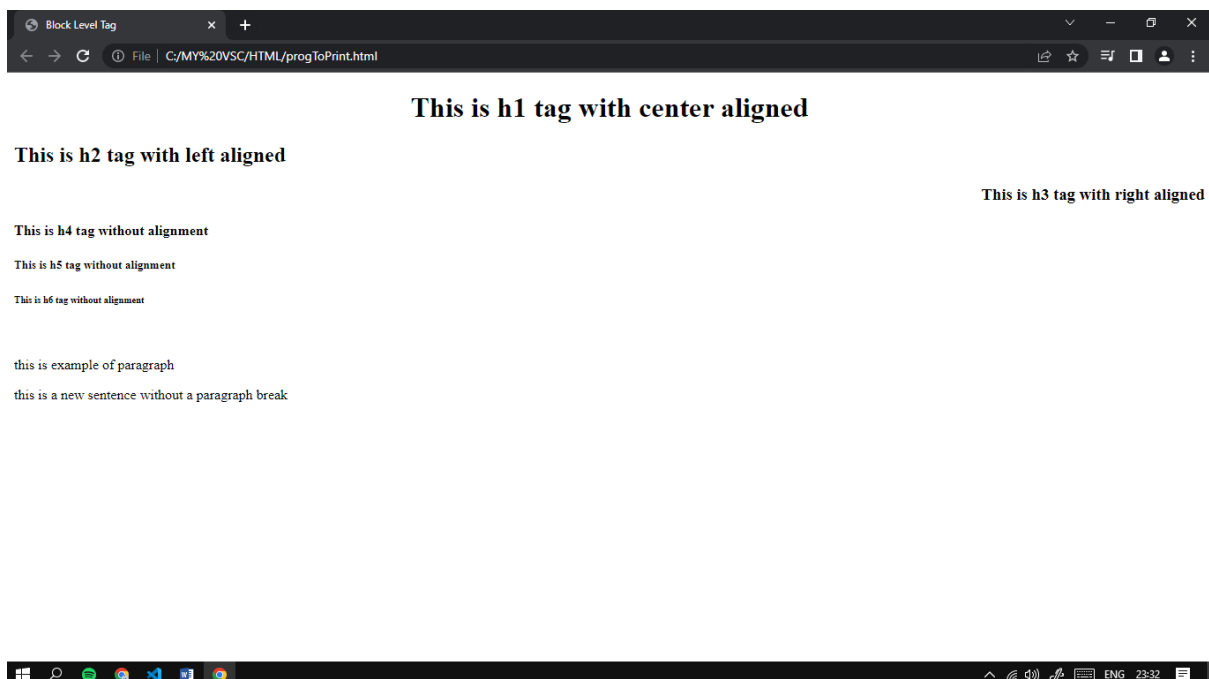 Block Level Tag
File | C:/MY%20VSC/HTML/progToPrint.html
This is h1 tag with center aligned
This is h2 tag with left aligned
This is h3 tag with right aligned
This is h4 tag without alignment
This is h5 tag without alignment
This is h6 tag without alignment
this is example of paragraph
this is a new sentence without a paragraph break
ENG 23:32